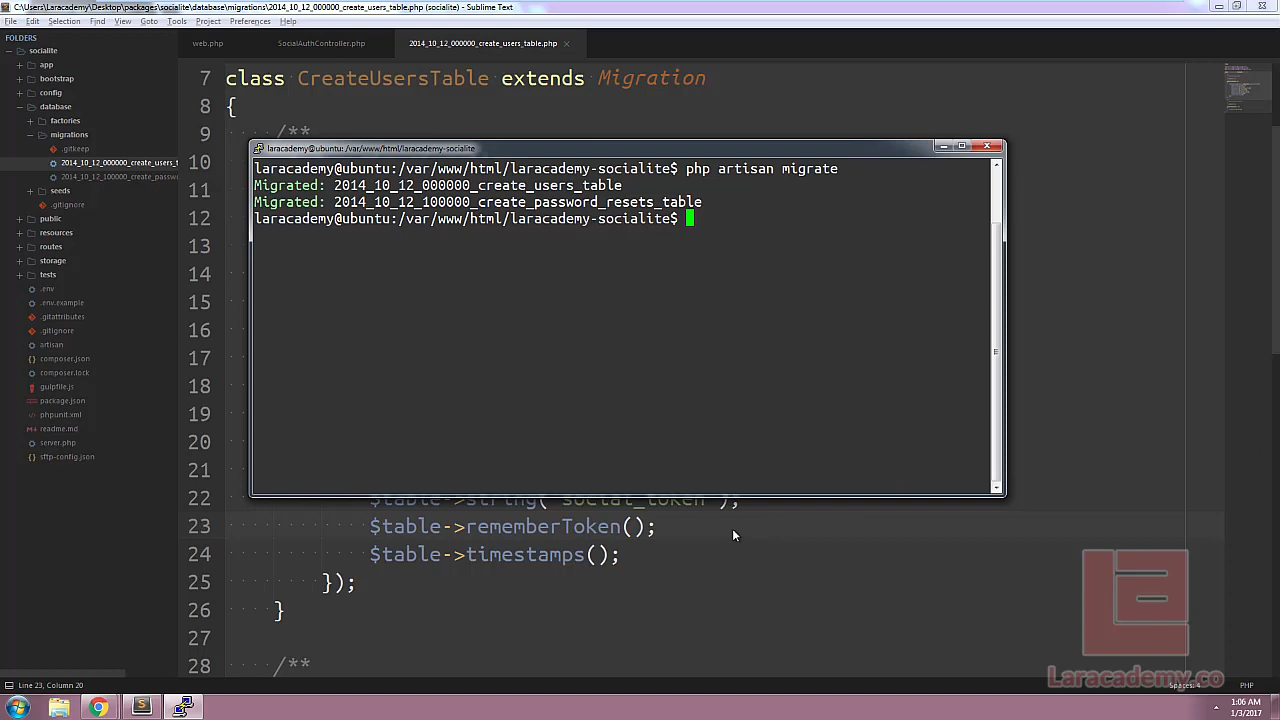 C:\Users\Laracademy\Desktop\packages\socialite\database\migrations\2014_10_12_000000_create_users_table.php (socialite) - Sublime Text
File Edit Selection Find View Goto Tools Project Preferences Help
FOLDERS
socialite
app
bootstrap
config
database
factories
migrations
.gitkeep
2014_10_12_000000_create_users_t
2014_10_12_100000_create_passwo
seeds
.gitignore
public
resources
routes
storage
tests
.env
.env.example
.gitattributes
.gitignore
artisan
composer.json
composer.lock
gulpfile.js
package.json
phpunit.xml
readme.md
server.php
sftp-config.json
web.php SocialAuthController.php 2014_10_12_000000_create_users_table.php
7 class CreateUsersTable extends Migration
8 {
9 /**
10
11
12
13
14
15
16
17
18
19
20
21
22 $table->string('social_token');
23 $table->rememberToken();
24 $table->timestamps();
25 });
26 }
27
28 /**
laracademy@ubuntu: /var/www/html/laracademy-socialite
laracademy@ubuntu:/var/www/html/laracademy-socialite$ php artisan migrate
Migrated: 2014_10_12_000000_create_users_table
Migrated: 2014_10_12_100000_create_password_resets_table
laracademy@ubuntu:/var/www/html/laracademy-socialite$
Laracademy.co
Line 23, Column 20
Spaces: 4
PHP
1:06 AM
1/3/2017